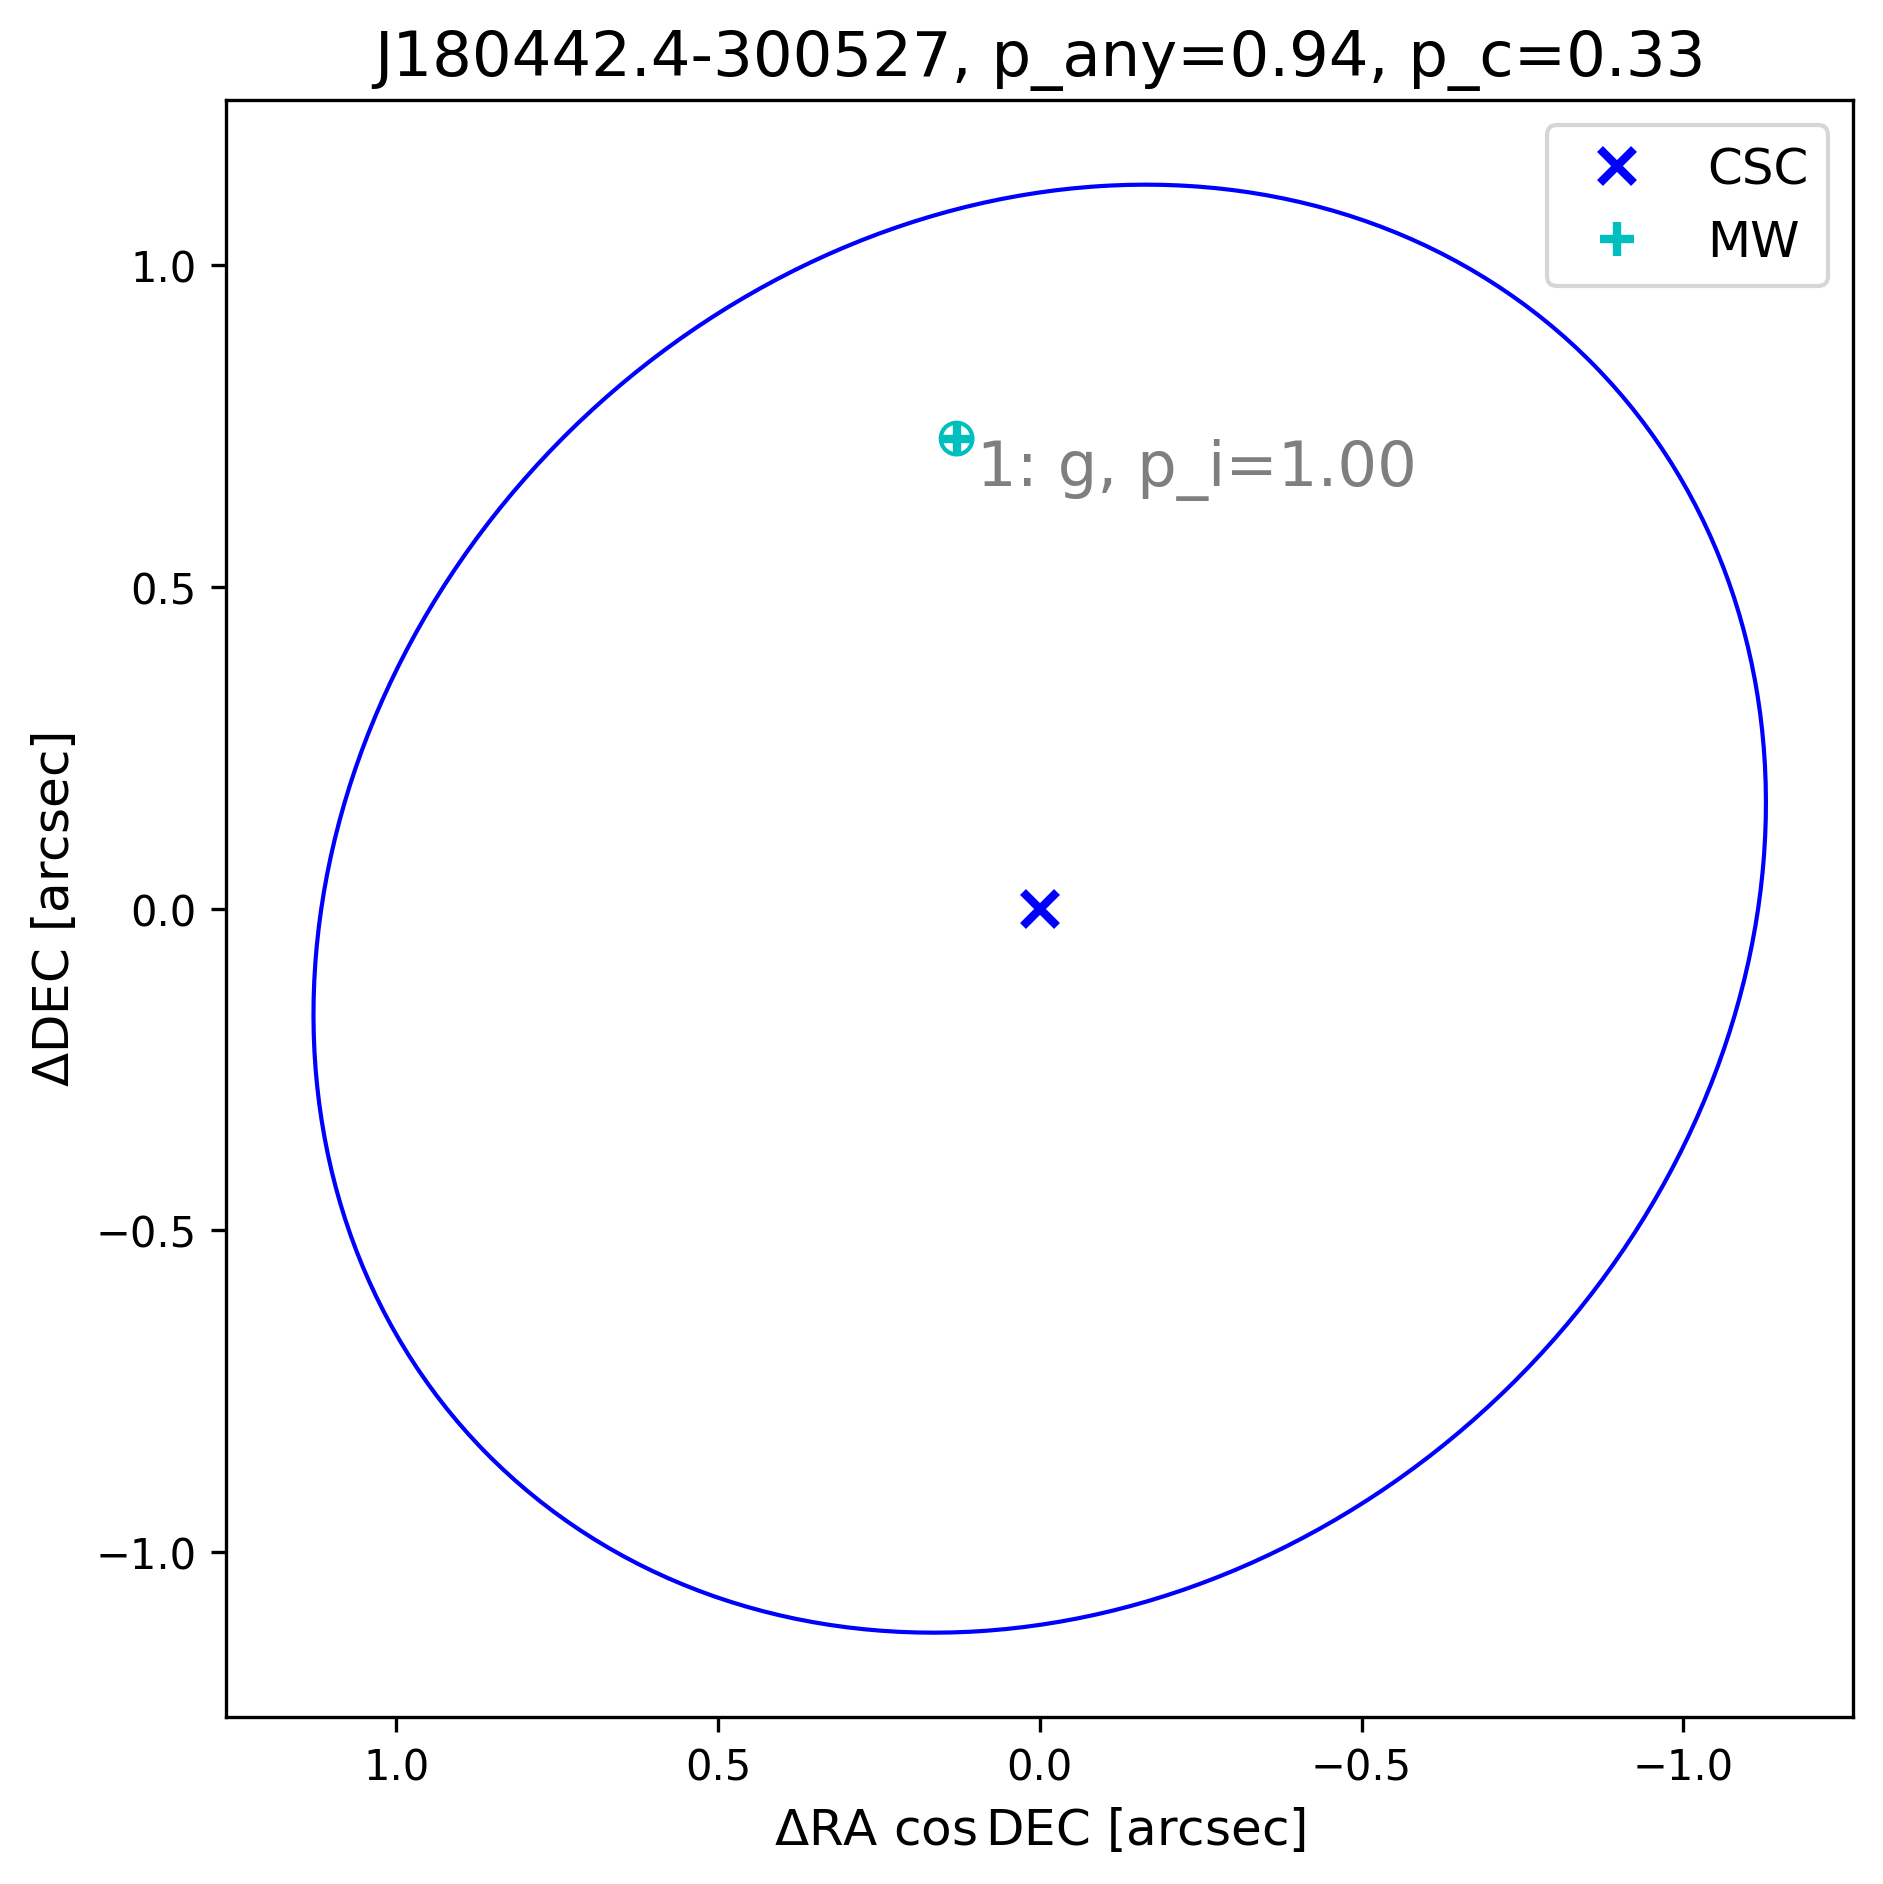 J180442.4-300527, p_any=0.94, p_c=0.33
CSC
MW
1: g, p_i=1.00
1.0
0.5
0.0
−0.5
−1.0
ΔDEC [arcsec]
1.0
0.5
0.0
−0.5
−1.0
ΔRA cos DEC [arcsec]